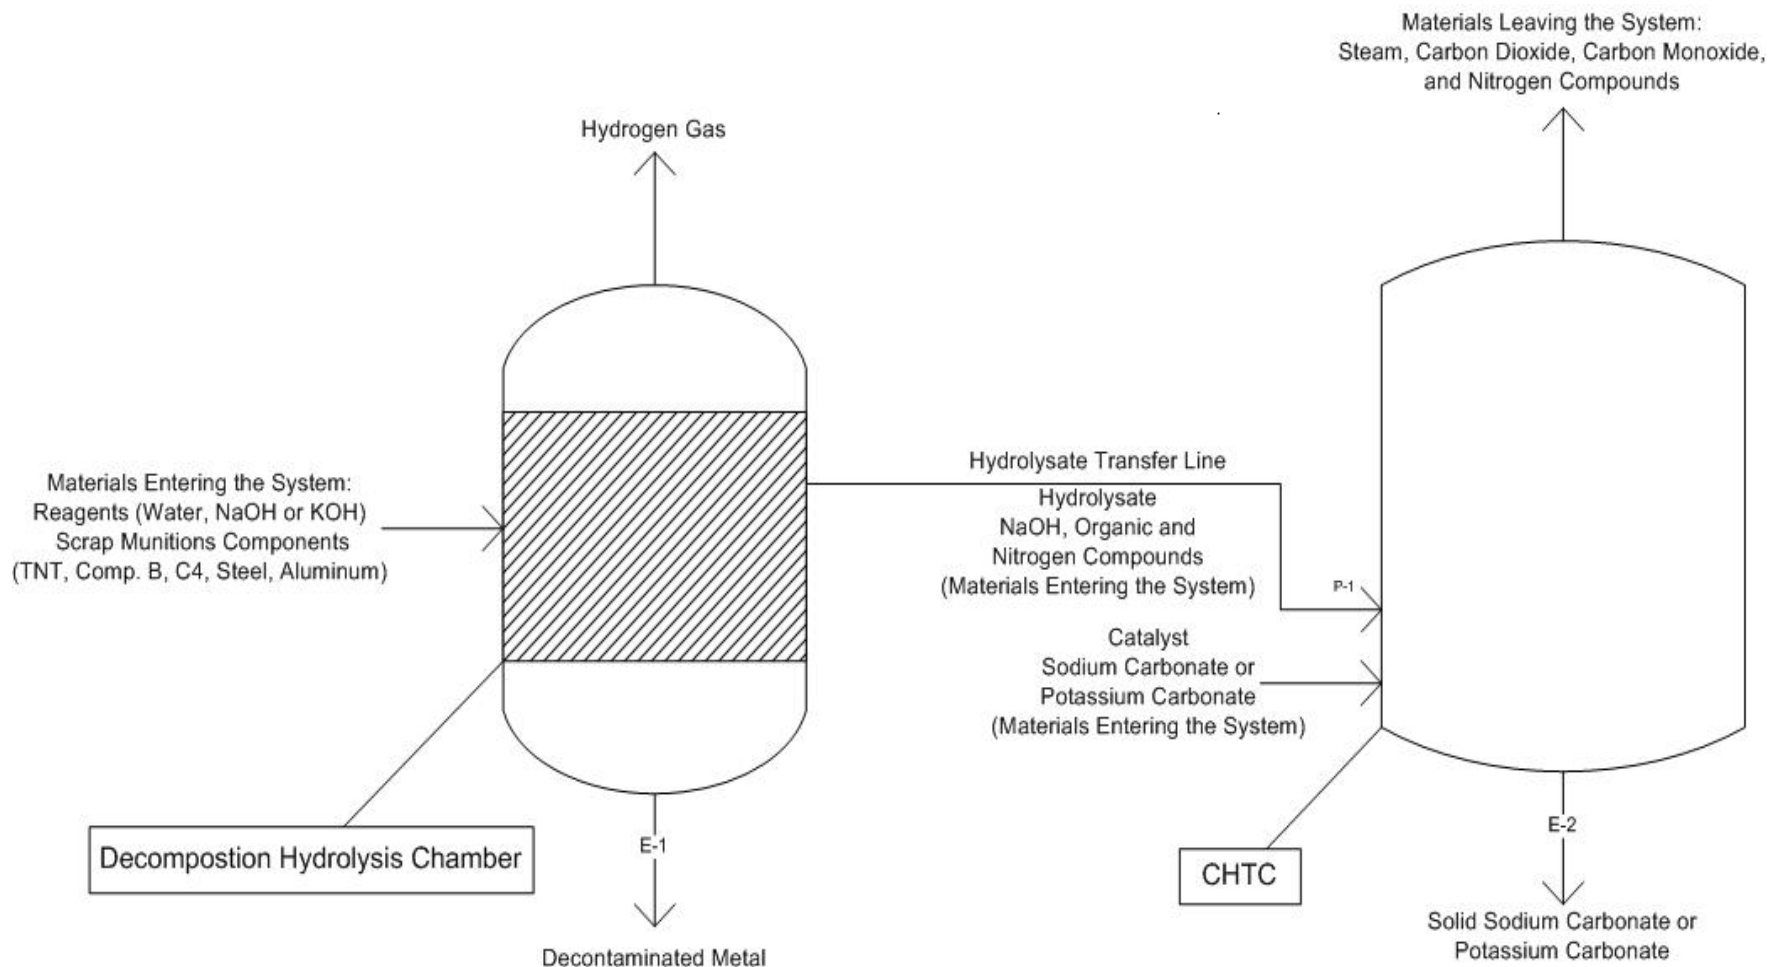 Materials Leaving the System:
Steam, Carbon Dioxide, Carbon Monoxide,
and Nitrogen Compounds
Hydrogen Gas
Materials Entering the System:
Reagents (Water, NaOH or KOH)
Scrap Munitions Components
(TNT, Comp. B, C4, Steel, Aluminum)
Hydrolysate Transfer Line
Hydrolysate
NaOH, Organic and
Nitrogen Compounds
(Materials Entering the System)
P-1
Catalyst
Sodium Carbonate or
Potassium Carbonate
(Materials Entering the System)
Decompostion Hydrolysis Chamber
E-1
Decontaminated Metal
CHTC
E-2
Solid Sodium Carbonate or
Potassium Carbonate